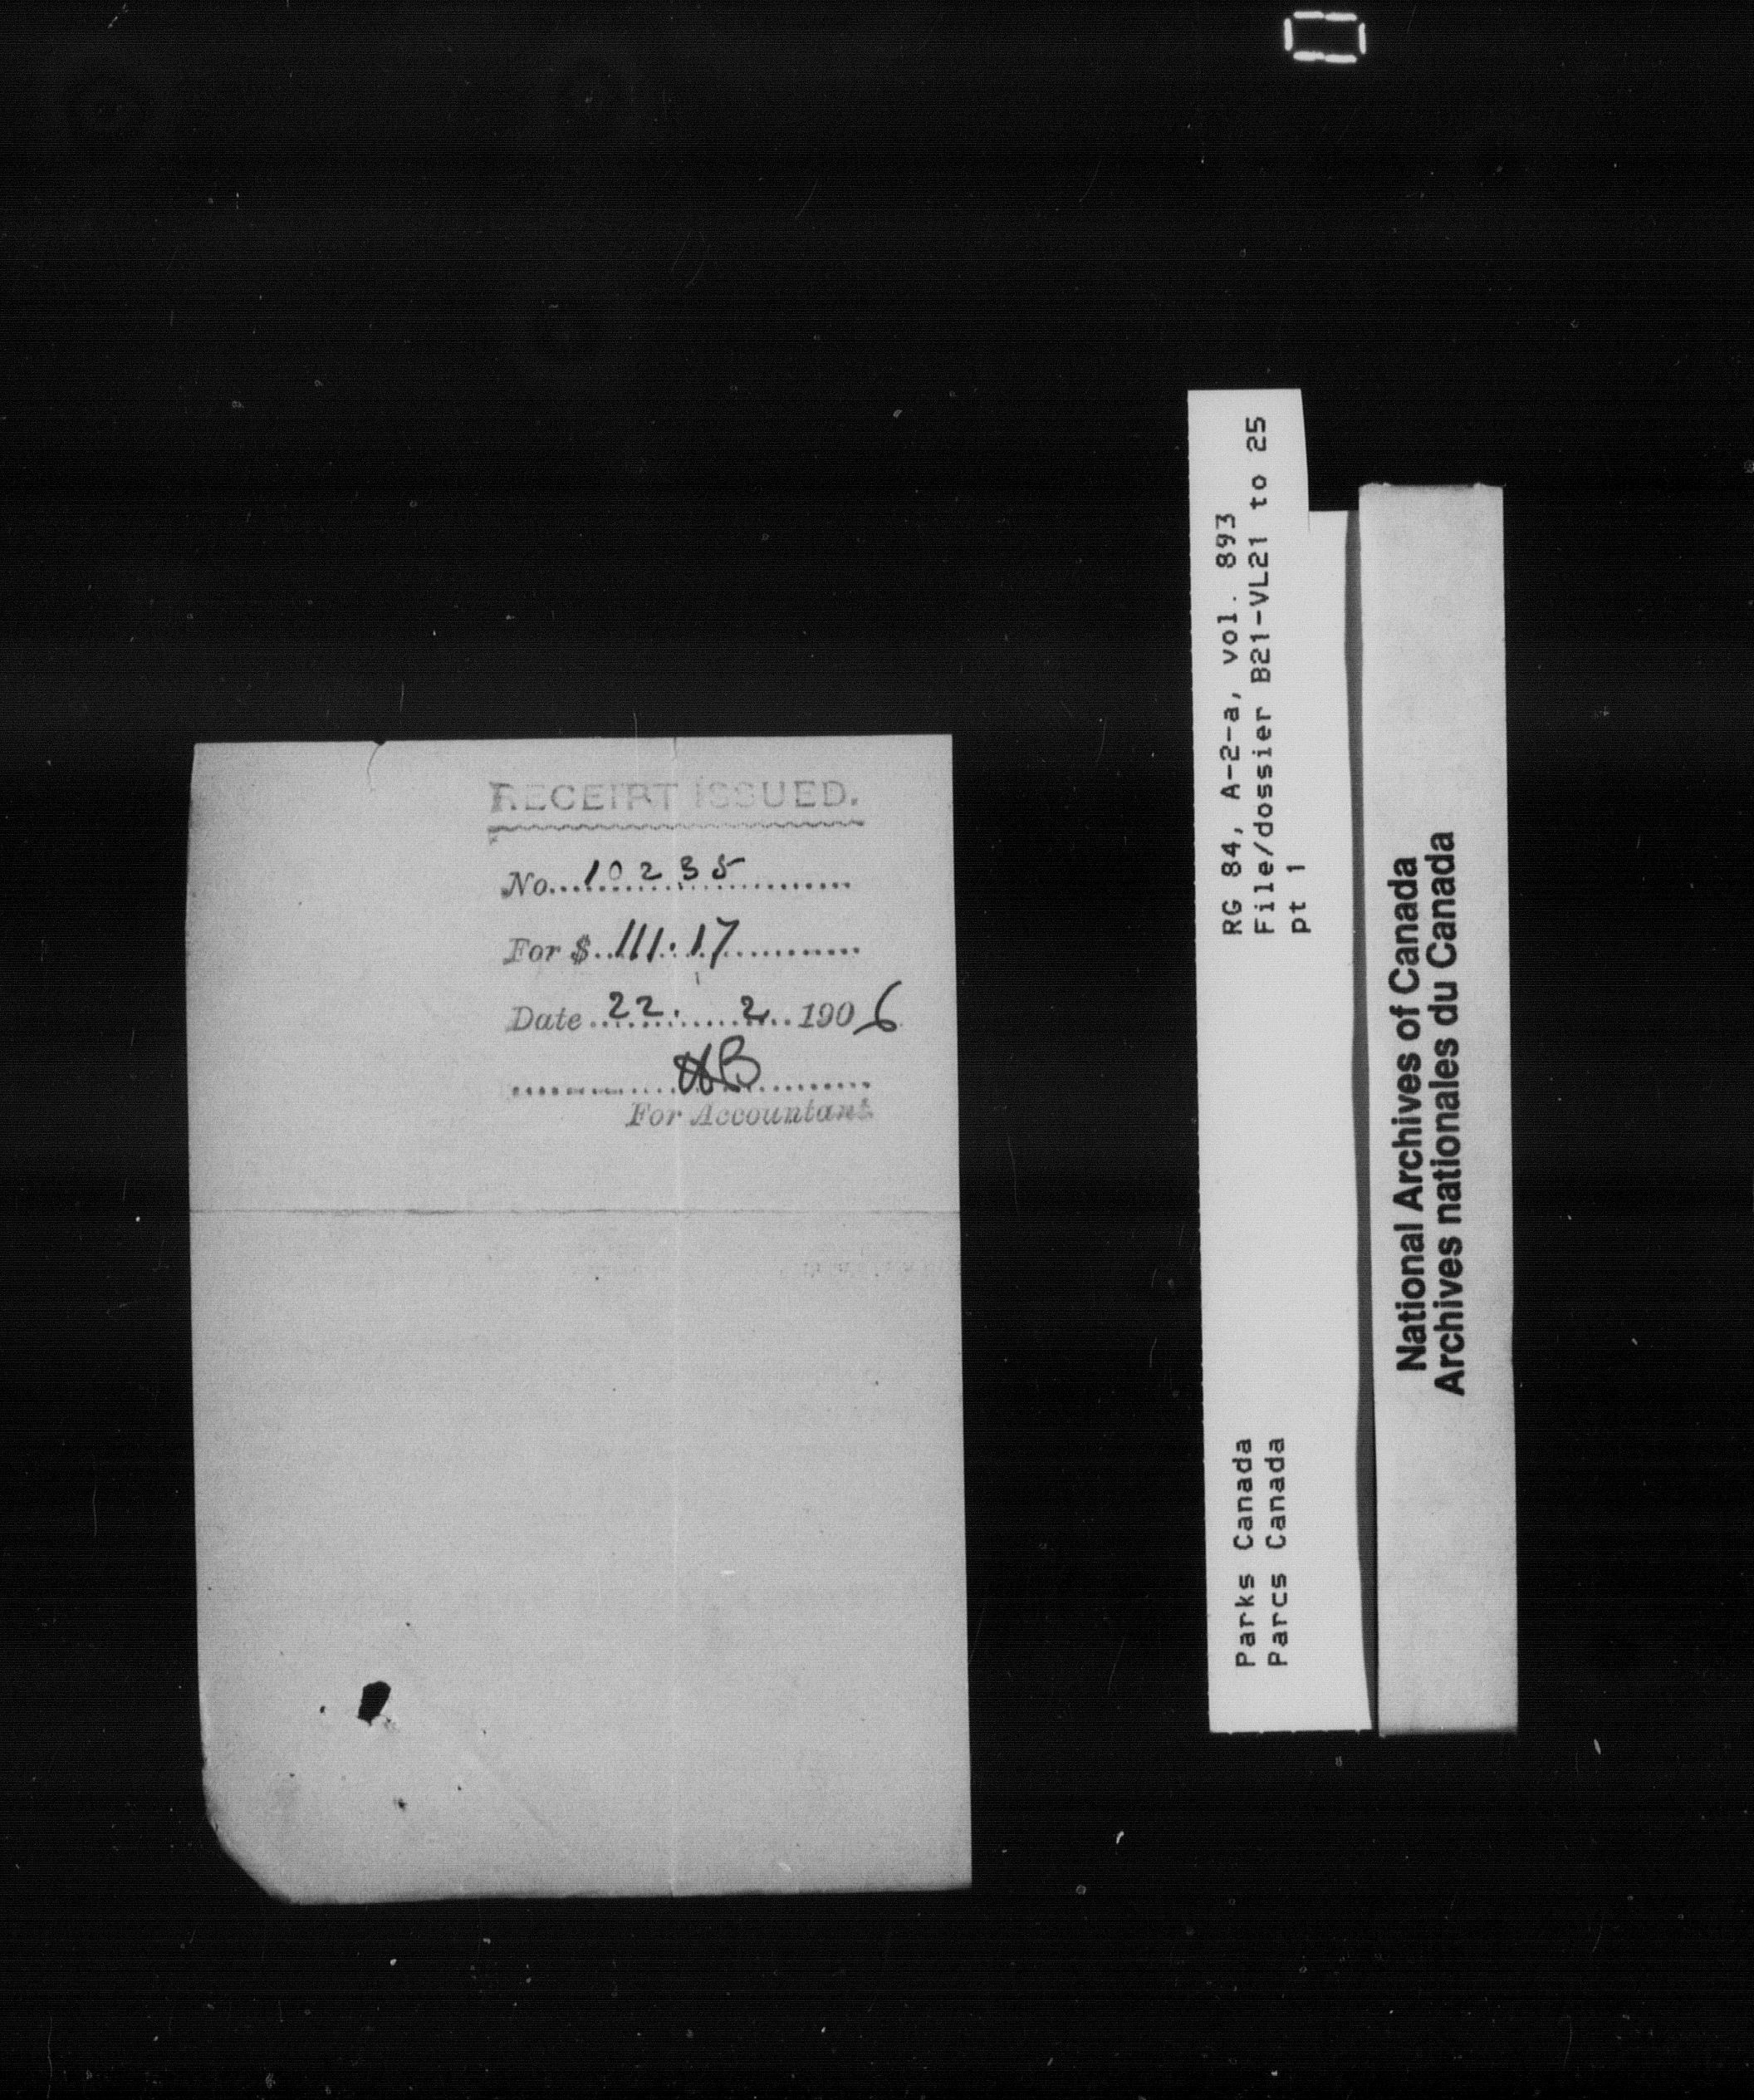 RECEIPT ISSUED.
No. 10235
For $ 111.17
Date 22. 2 1906
HB
For Accountant
RG 84, A-2-a, vol. 893
File/dossier B21-VL21 to 25
pt 1
Parks Canada
Parcs Canada
National Archives of Canada
Archives nationales du Canada